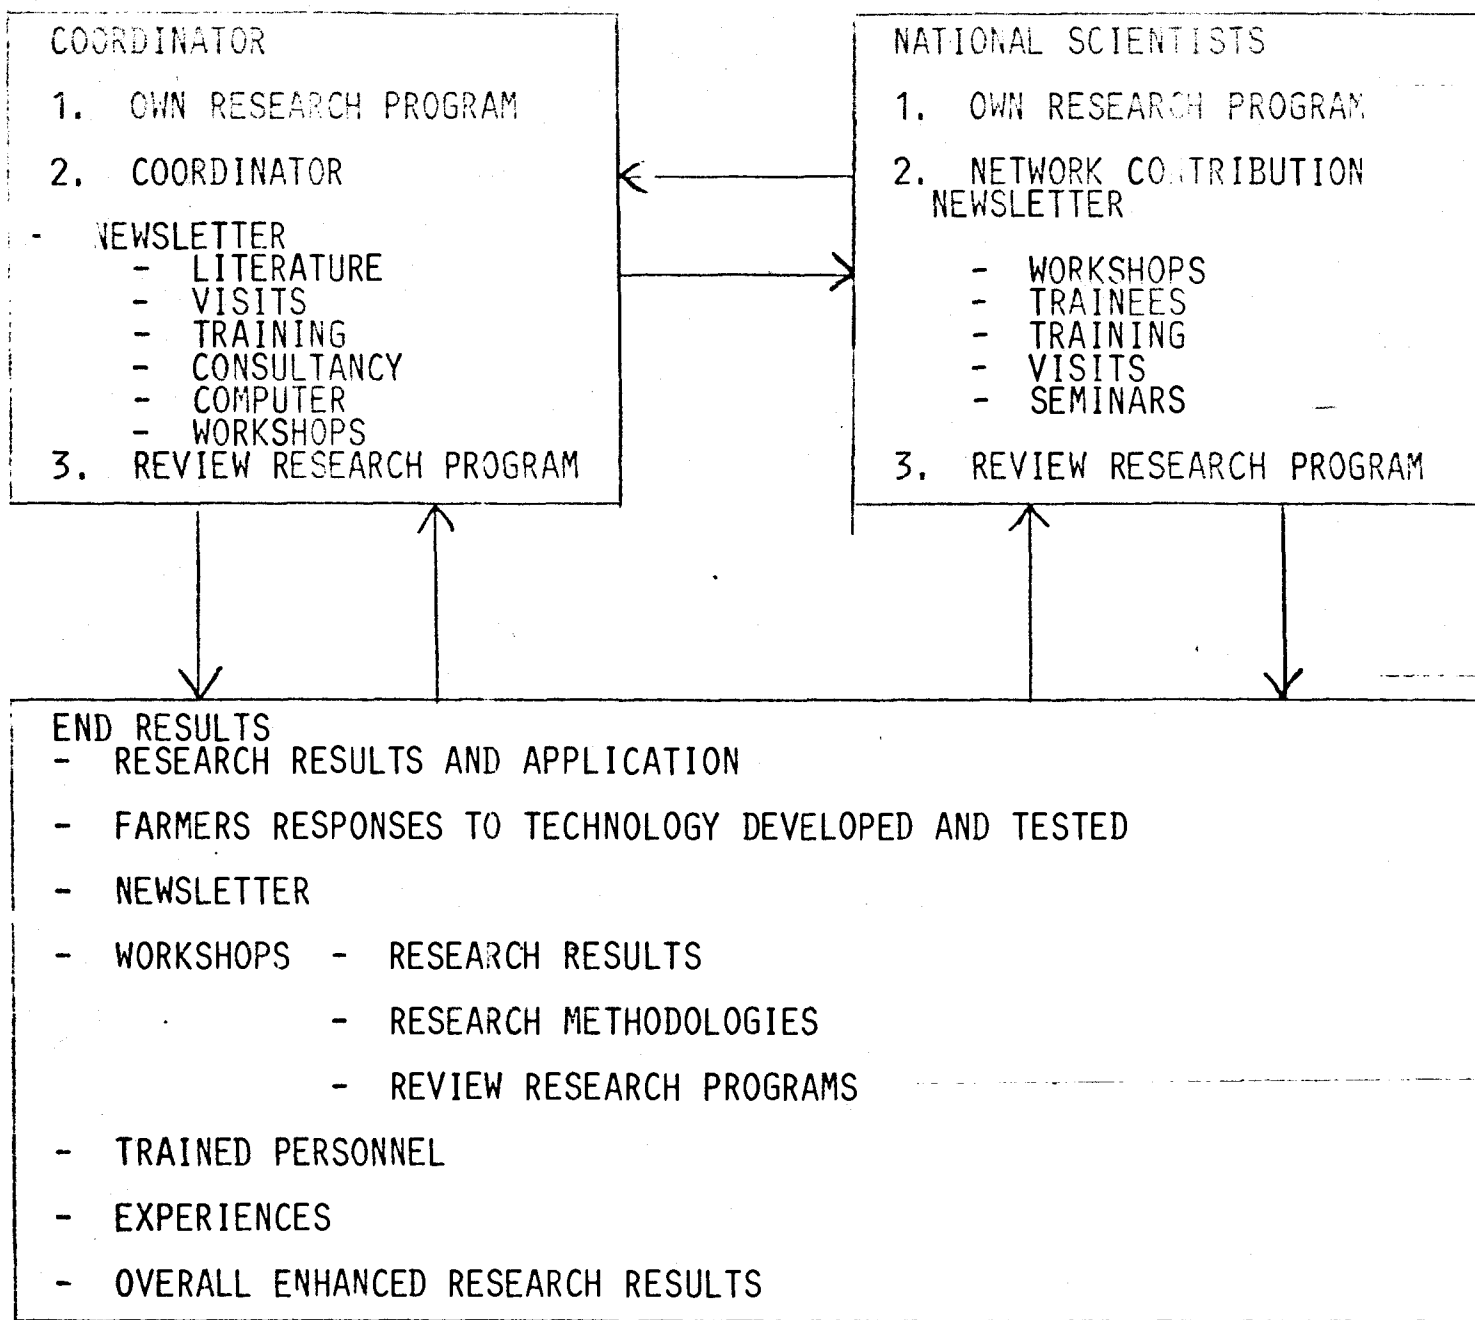 COORDINATOR
1. OWN RESEARCH PROGRAM
2. COORDINATOR
- NEWSLETTER
- LITERATURE
- VISITS
- TRAINING
- CONSULTANCY
- COMPUTER
- WORKSHOPS
3. REVIEW RESEARCH PROGRAM
NATIONAL SCIENTISTS
1. OWN RESEARCH PROGRAM
2. NETWORK CONTRIBUTION
NEWSLETTER
- WORKSHOPS
- TRAINEES
- TRAINING
- VISITS
- SEMINARS
3. REVIEW RESEARCH PROGRAM
END RESULTS
- RESEARCH RESULTS AND APPLICATION
- FARMERS RESPONSES TO TECHNOLOGY DEVELOPED AND TESTED
- NEWSLETTER
- WORKSHOPS - RESEARCH RESULTS
- RESEARCH METHODOLOGIES
- REVIEW RESEARCH PROGRAMS
- TRAINED PERSONNEL
- EXPERIENCES
- OVERALL ENHANCED RESEARCH RESULTS